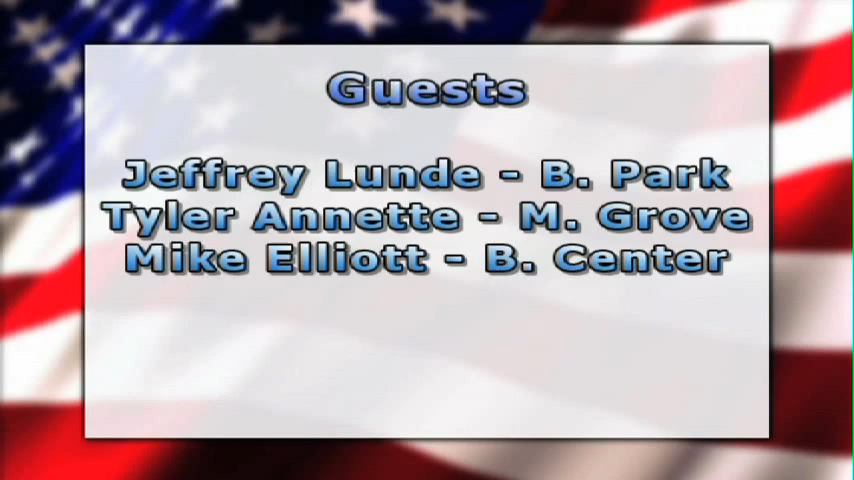 Guests
Jeffrey Lunde - B. Park
Tyler Annette - M. Grove
Mike Elliott - B. Center